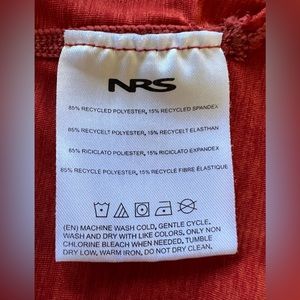 NRS
85% RECYCLED POLYESTER, 15% RECYCLED SPANDEX
85% RECYCELT POLYESTER, 15% RECYCELT ELASTHAN
85% RICICLATO POLIESTER, 15% RICICLATO EXPANDEX
85% RECYCLÉ POLYESTER, 15% RECYCLÉ FIBRE ÉLASTIQUE
(EN) MACHINE WASH COLD, GENTLE CYCLE.
WASH AND DRY WITH LIKE COLORS, ONLY NON
CHLORINE BLEACH WHEN NEEDED, TUMBLE
DRY LOW, WARM IRON, DO NOT DRY CLEAN.